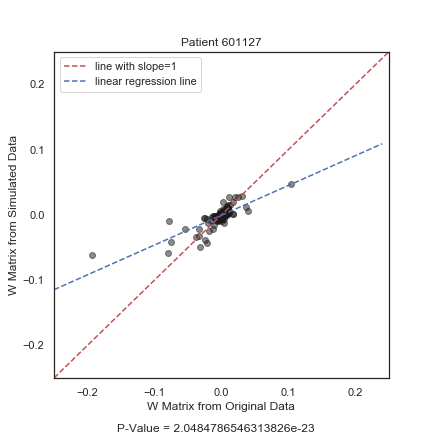 Patient 601127
line with slope=1
linear regression line
0.2
0.1
0.0
−0.1
−0.2
W Matrix from Simulated Data
−0.2 −0.1 0.0 0.1 0.2
W Matrix from Original Data
P-Value = 2.0484786546313826e-23